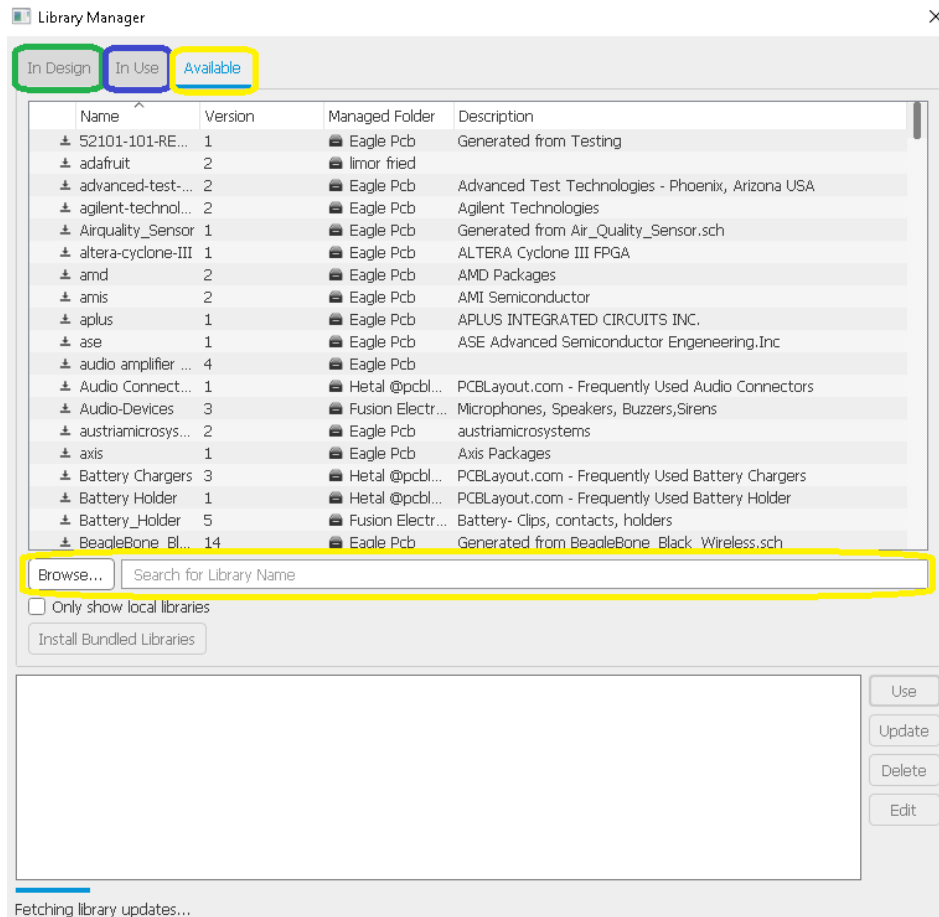 Library Manager
In Design In Use Available
Name Version Managed Folder Description
52101-101-RE... 1 Eagle Pcb Generated from Testing
adafruit 2 limor fried
advanced-test-... 2 Eagle Pcb Advanced Test Technologies - Phoenix, Arizona USA
agilent-technol... 2 Eagle Pcb Agilent Technologies
Airquality_Sensor 1 Eagle Pcb Generated from Air_Quality_Sensor.sch
altera-cyclone-III 1 Eagle Pcb ALTERA Cyclone III FPGA
amd 2 Eagle Pcb AMD Packages
amis 2 Eagle Pcb AMI Semiconductor
aplus 1 Eagle Pcb APLUS INTEGRATED CIRCUITS INC.
ase 1 Eagle Pcb ASE Advanced Semiconductor Engeneering.Inc
audio amplifier ... 4 Eagle Pcb
Audio Connect... 1 Hetal @pcbl... PCBLayout.com - Frequently Used Audio Connectors
Audio-Devices 3 Fusion Electr... Microphones, Speakers, Buzzers,Sirens
austriamicrosys... 2 Eagle Pcb austriamicrosystems
axis 1 Eagle Pcb Axis Packages
Battery Chargers 3 Hetal @pcbl... PCBLayout.com - Frequently Used Battery Chargers
Battery Holder 1 Hetal @pcbl... PCBLayout.com - Frequently Used Battery Holder
Battery_Holder 5 Fusion Electr... Battery- Clips, contacts, holders
BeagleBone_Bl... 14 Eagle Pcb Generated from BeagleBone_Black_Wireless.sch
Browse... Search for Library Name
Only show local libraries
Install Bundled Libraries
Use
Update
Delete
Edit
Fetching library updates...